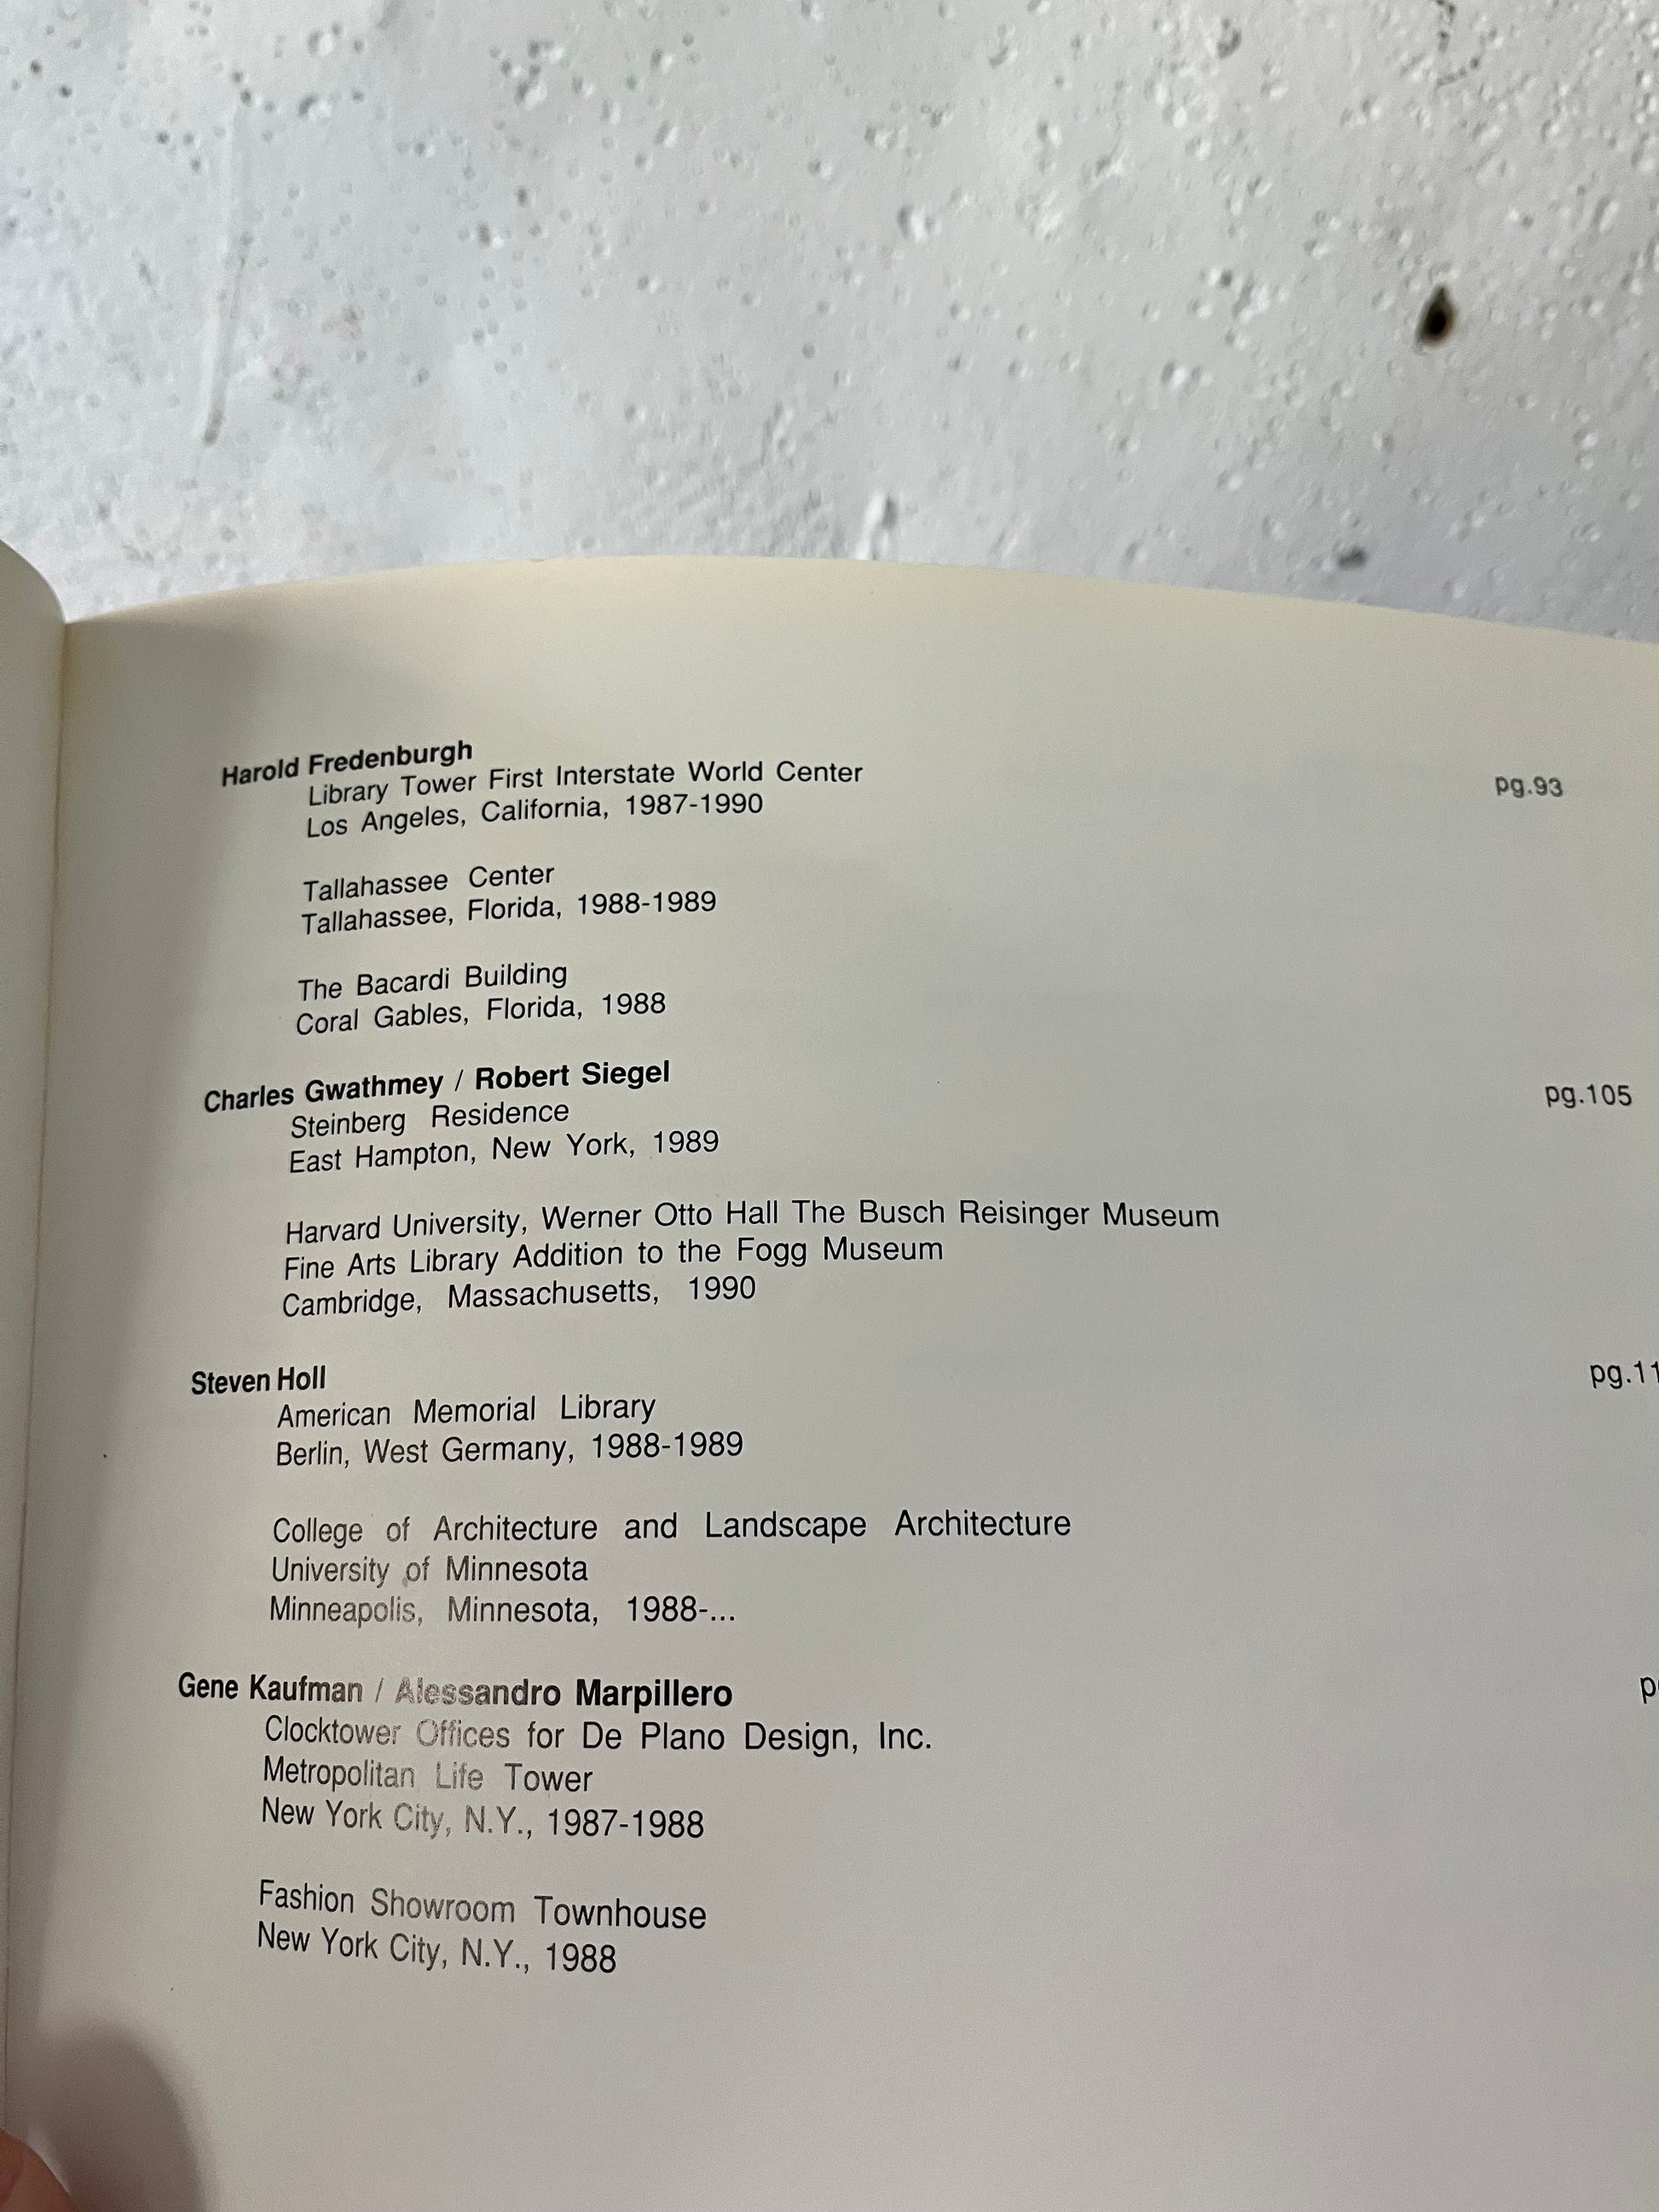 Harold Fredenburgh pg.93
Library Tower First Interstate World Center
Los Angeles, California, 1987-1990
Tallahassee Center
Tallahassee, Florida, 1988-1989
The Bacardi Building
Coral Gables, Florida, 1988
Charles Gwathmey / Robert Siegel pg.105
Steinberg Residence
East Hampton, New York, 1989
Harvard University, Werner Otto Hall The Busch Reisinger Museum
Fine Arts Library Addition to the Fogg Museum
Cambridge, Massachusetts, 1990
Steven Holl
American Memorial Library
Berlin, West Germany, 1988-1989
College of Architecture and Landscape Architecture
University of Minnesota
Minneapolis, Minnesota, 1988-...
Gene Kaufman / Alessandro Marpillero
Clocktower Offices for De Plano Design, Inc.
Metropolitan Life Tower
New York City, N.Y., 1987-1988
Fashion Showroom Townhouse
New York City, N.Y., 1988